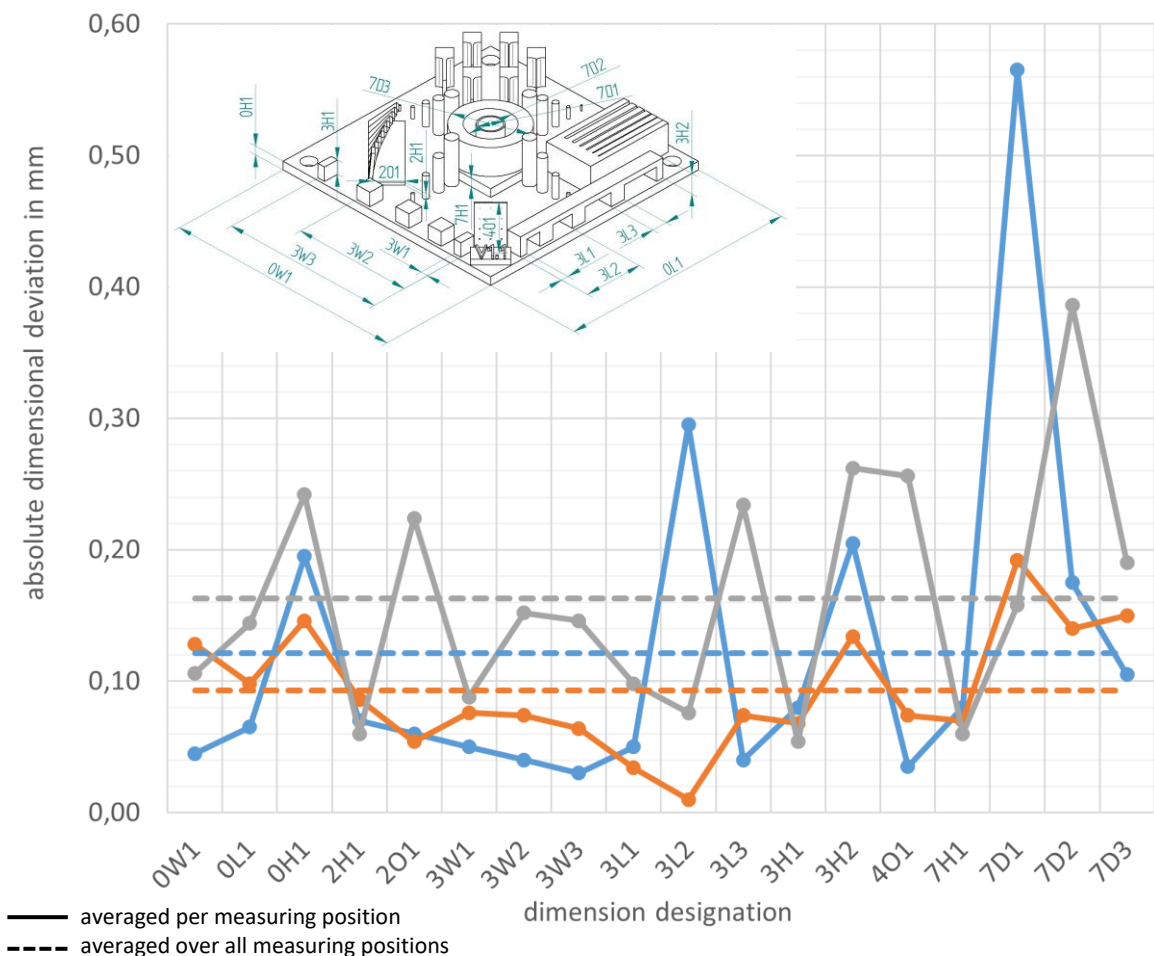 0,60
0,50
0,40
0,30
0,20
0,10
0,00
absolute dimensional deviation in mm
7D3
7D2
7D1
0H1
3H1
2H1
2O1
3H2
7H1
4O1
3W1
3W2
3W3
0W1
3L1
3L2
3L3
0L1
0W1
0L1
0H1
2H1
2O1
3W1
3W2
3W3
3L1
3L2
3L3
3H1
3H2
4O1
7H1
7D1
7D2
7D3
dimension designation
averaged per measuring position
averaged over all measuring positions